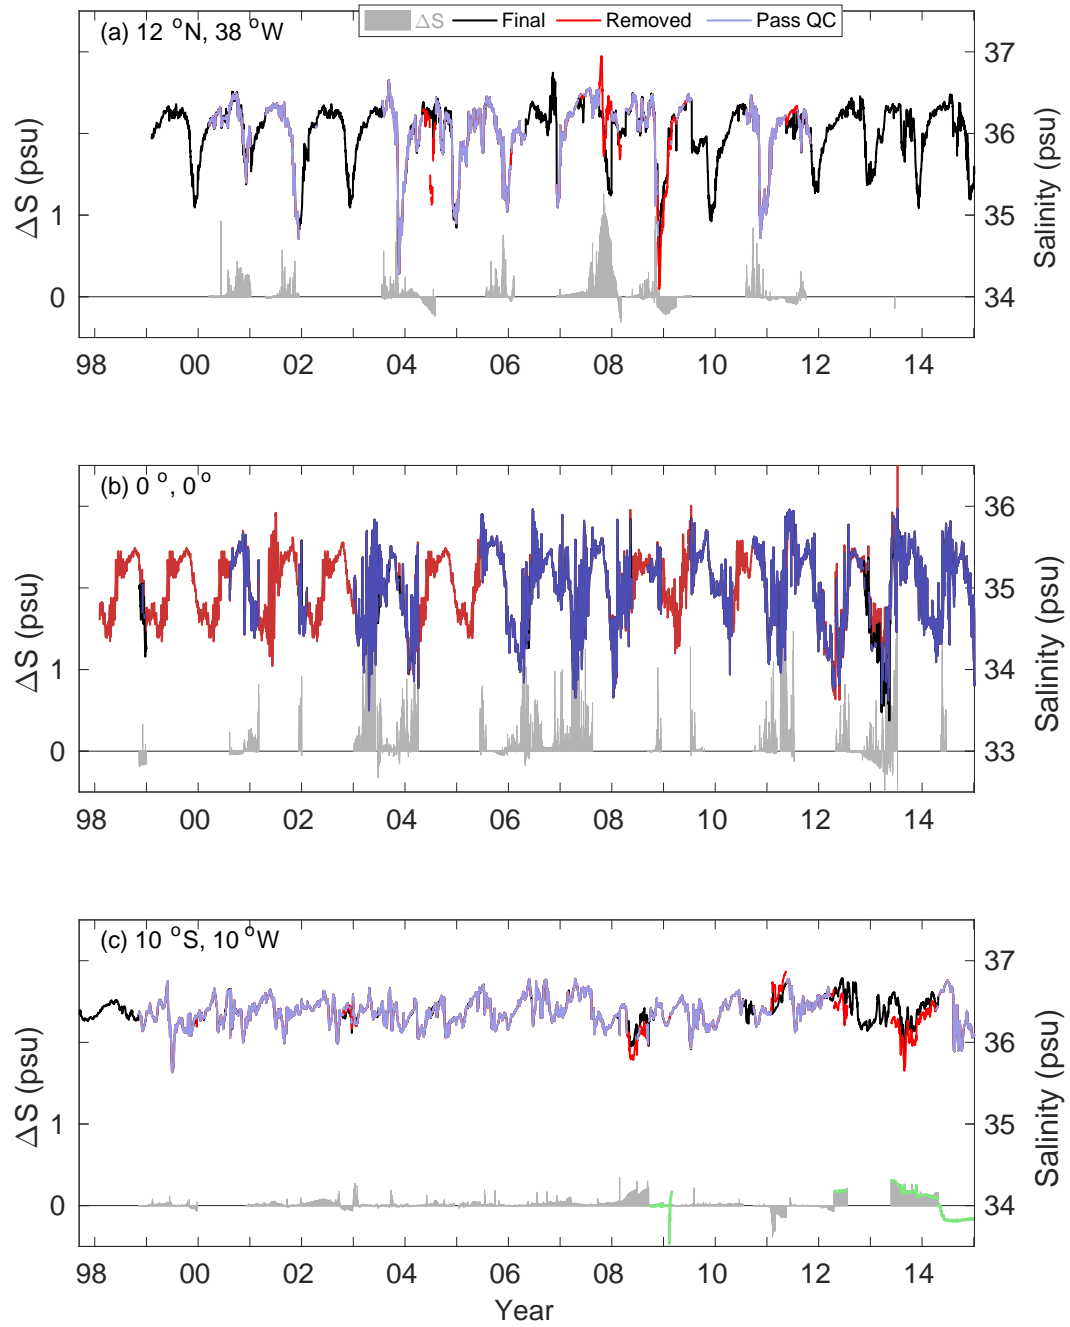 ΔS Final Removed Pass QC
(a) 12 °N, 38 °W
37
36
35
34
1
0
ΔS (psu)
Salinity (psu)
98 00 02 04 06 08 10 12 14
(b) 0 °, 0°
36
35
34
33
1
0
ΔS (psu)
Salinity (psu)
98 00 02 04 06 08 10 12 14
(c) 10 °S, 10 °W
37
36
35
34
1
0
ΔS (psu)
Salinity (psu)
98 00 02 04 06 08 10 12 14
Year